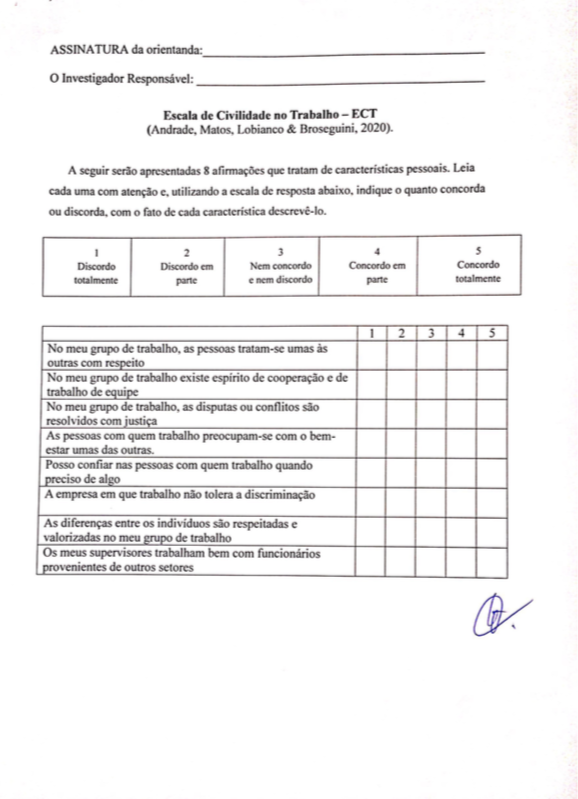 ASSINATURA da orientanda:
O Investigador Responsável:
Escala de Civilidade no Trabalho – ECT
(Andrade, Matos, Lobianco & Broseguini, 2020).
A seguir serão apresentadas 8 afirmações que tratam de características pessoais. Leia
cada uma com atenção e, utilizando a escala de resposta abaixo, indique o quanto concorda
ou discorda, com o fato de cada característica descrevê-lo.
1 2 3 4 5
Discordo Discordo em Nem concordo Concordo em Concordo
totalmente parte e nem discordo parte totalmente
1 2 3 4 5
No meu grupo de trabalho, as pessoas tratam-se umas às
outras com respeito
No meu grupo de trabalho existe espírito de cooperação e de
trabalho de equipe
No meu grupo de trabalho, as disputas ou conflitos são
resolvidos com justiça
As pessoas com quem trabalho preocupam-se com o bem-
estar umas das outras.
Posso confiar nas pessoas com quem trabalho quando
preciso de algo
A empresa em que trabalho não tolera a discriminação
As diferenças entre os indivíduos são respeitadas e
valorizadas no meu grupo de trabalho
Os meus supervisores trabalham bem com funcionários
provenientes de outros setores